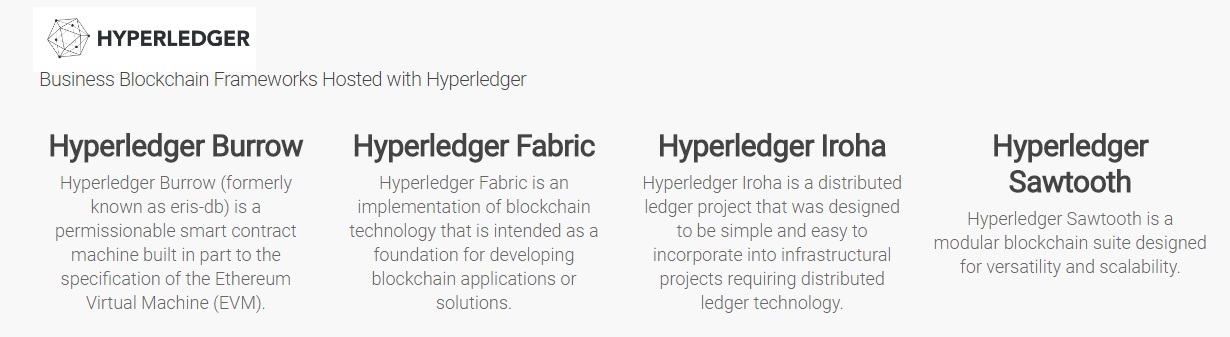 HYPERLEDGER
Business Blockchain Frameworks Hosted with Hyperledger
Hyperledger Burrow
Hyperledger Burrow (formerly
known as eris-db) is a
permissionable smart contract
machine built in part to the
specification of the Ethereum
Virtual Machine (EVM).
Hyperledger Fabric
Hyperledger Fabric is an
implementation of blockchain
technology that is intended as a
foundation for developing
blockchain applications or
solutions.
Hyperledger Iroha
Hyperledger Iroha is a distributed
ledger project that was designed
to be simple and easy to
incorporate into infrastructural
projects requiring distributed
ledger technology.
Hyperledger
Sawtooth
Hyperledger Sawtooth is a
modular blockchain suite designed
for versatility and scalability.